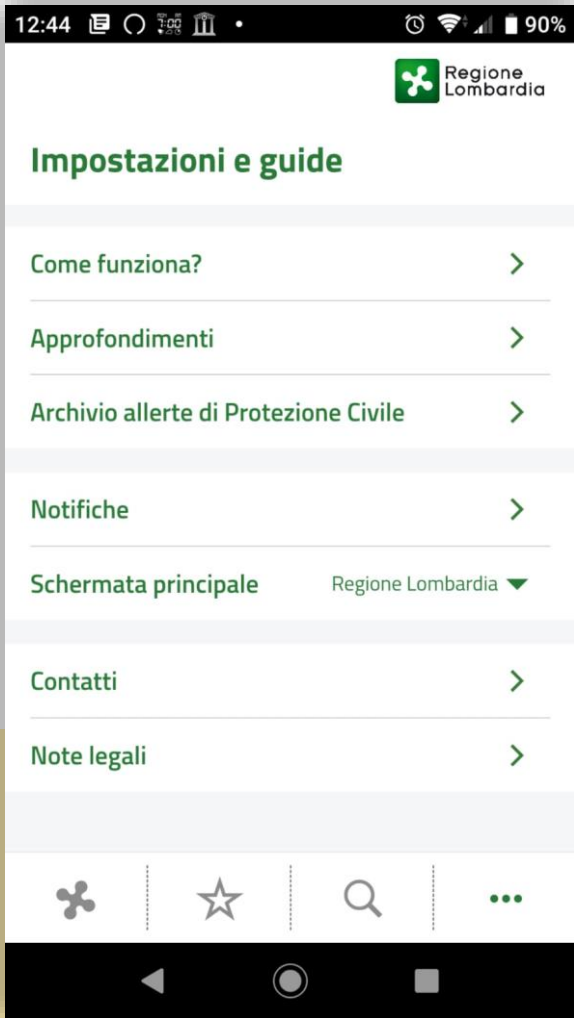 12:44 90%
Regione
Lombardia
Impostazioni e guide
Come funziona?
Approfondimenti
Archivio allerte di Protezione Civile
Notifiche
Schermata principale Regione Lombardia
Contatti
Note legali